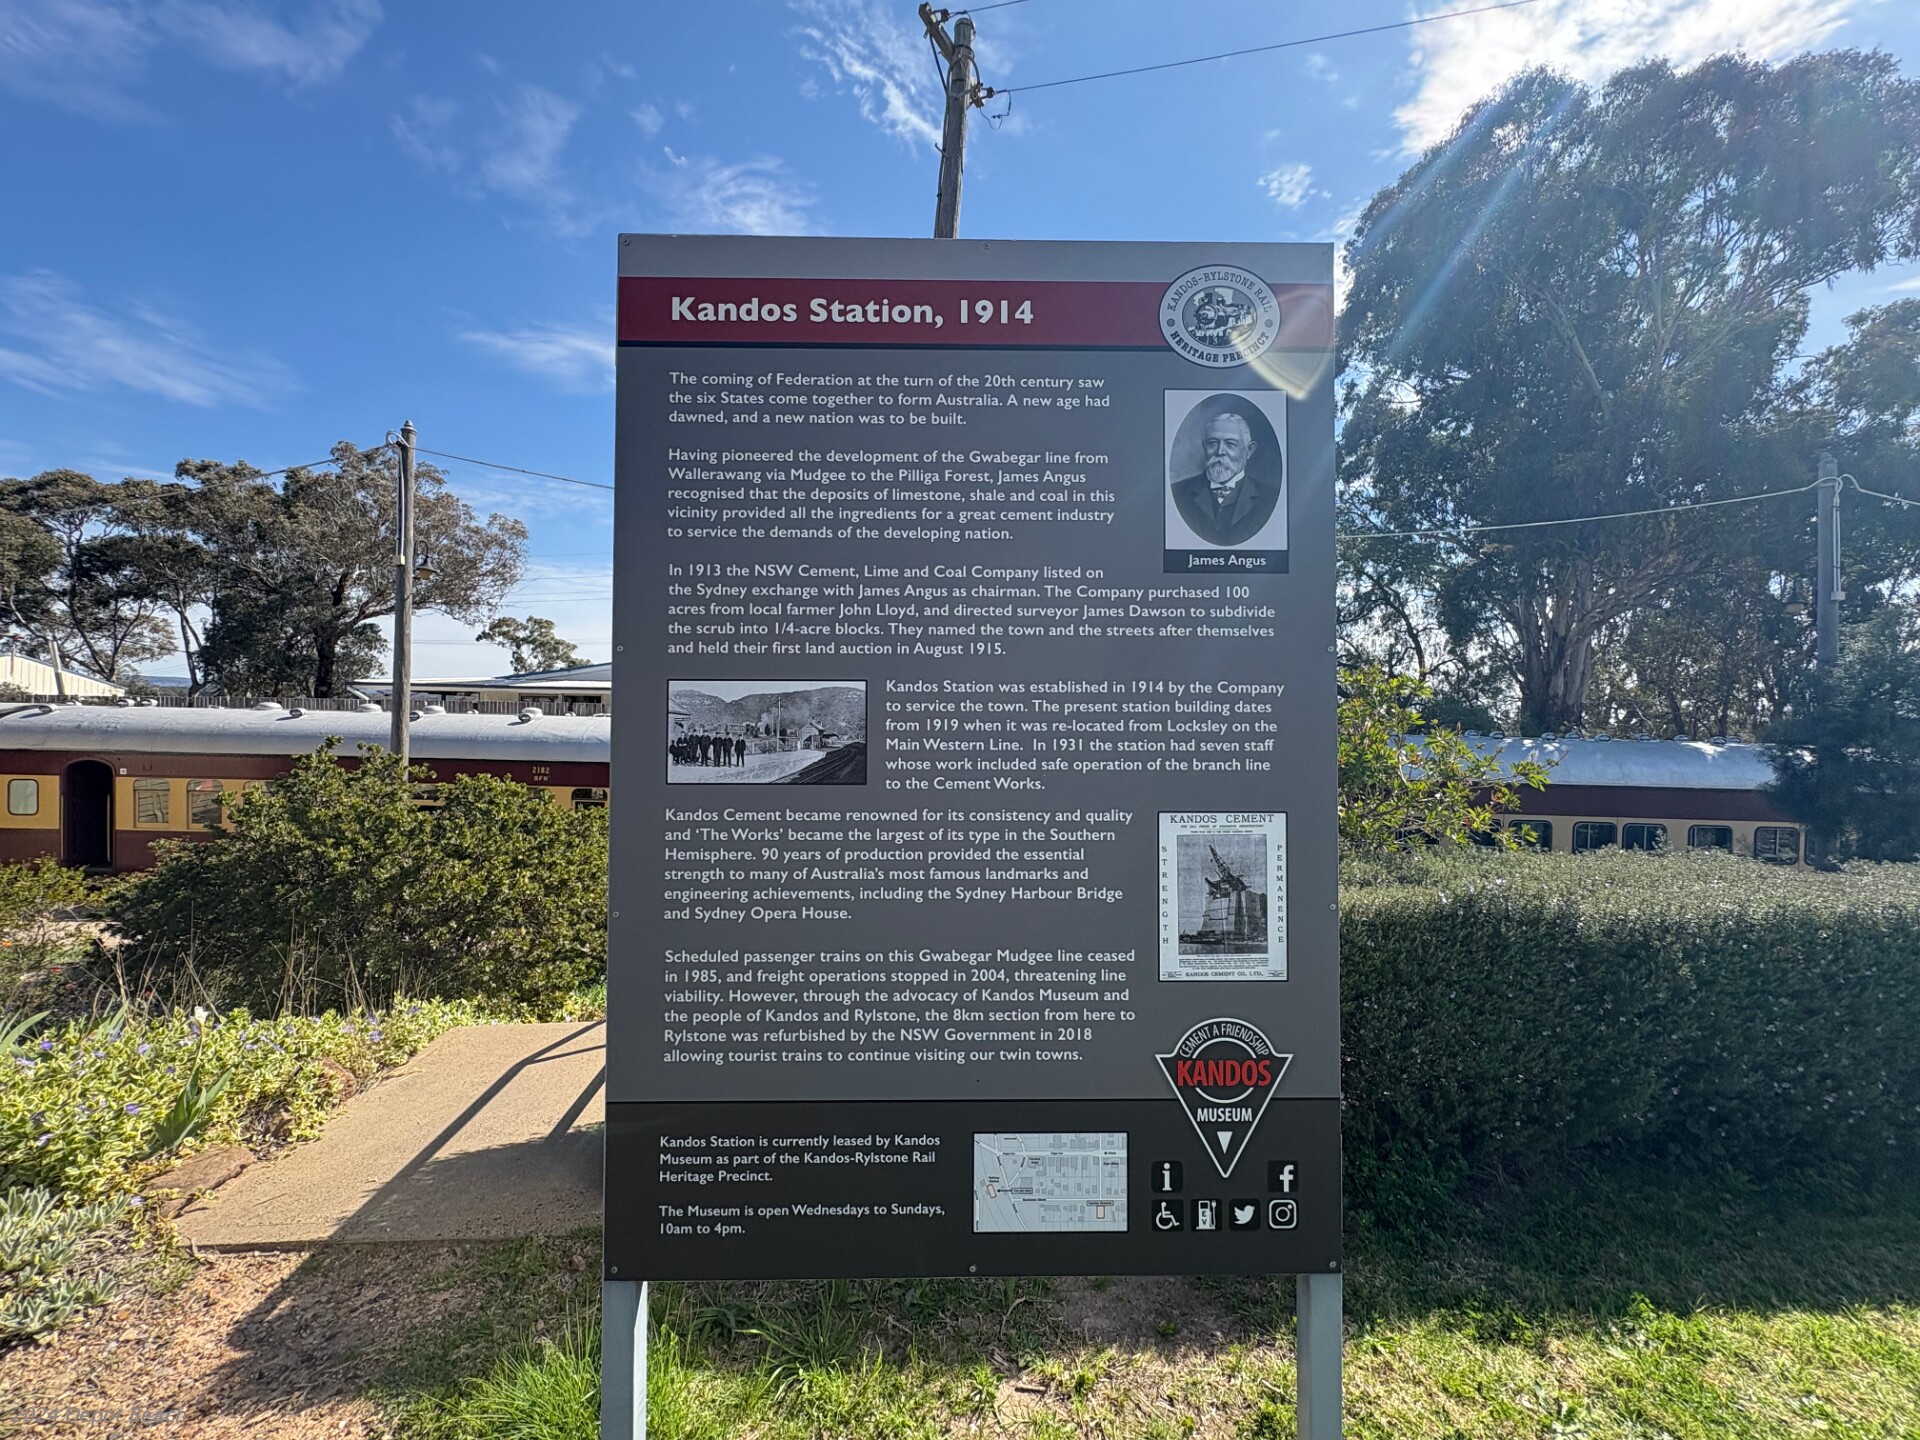 Kandos Station, 1914
KANDOS-RYLSTONE RAIL
HERITAGE PRECINCT
The coming of Federation at the turn of the 20th century saw
the six States come together to form Australia. A new age had
dawned, and a new nation was to be built.
Having pioneered the development of the Gwabegar line from
Wallerawang via Mudgee to the Pilliga Forest, James Angus
recognised that the deposits of limestone, shale and coal in this
vicinity provided all the ingredients for a great cement industry
to service the demands of the developing nation.
James Angus
In 1913 the NSW Cement, Lime and Coal Company listed on
the Sydney exchange with James Angus as chairman. The Company purchased 100
acres from local farmer John Lloyd, and directed surveyor James Dawson to subdivide
the scrub into 1/4-acre blocks. They named the town and the streets after themselves
and held their first land auction in August 1915.
Kandos Station was established in 1914 by the Company
to service the town. The present station building dates
from 1919 when it was re-located from Locksley on the
Main Western Line. In 1931 the station had seven staff
whose work included safe operation of the branch line
to the Cement Works.
2182
SFN
Kandos Cement became renowned for its consistency and quality
and ‘The Works’ became the largest of its type in the Southern
Hemisphere. 90 years of production provided the essential
strength to many of Australia’s most famous landmarks and
engineering achievements, including the Sydney Harbour Bridge
and Sydney Opera House.
KANDOS CEMENT
STRENGTH
PERMANENCE
KANDOS CEMENT CO, LTD.
Scheduled passenger trains on this Gwabegar Mudgee line ceased
in 1985, and freight operations stopped in 2004, threatening line
viability. However, through the advocacy of Kandos Museum and
the people of Kandos and Rylstone, the 8km section from here to
Rylstone was refurbished by the NSW Government in 2018
allowing tourist trains to continue visiting our twin towns.
CEMENT A FRIENDSHIP
KANDOS
MUSEUM
Kandos Station is currently leased by Kandos
Museum as part of the Kandos-Rylstone Rail
Heritage Precinct.
The Museum is open Wednesdays to Sundays,
10am to 4pm.
i
f
EV